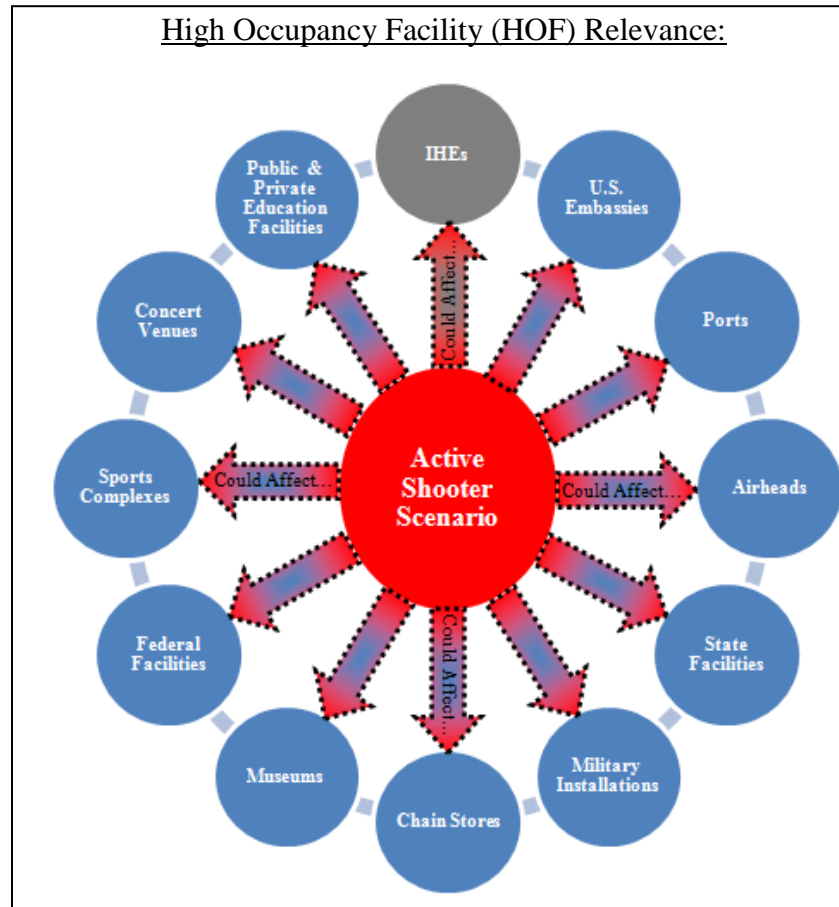 High Occupancy Facility (HOF) Relevance:
IHEs
U.S.
Embassies
Ports
Airheads
State
Facilities
Military
Installations
Chain Stores
Museums
Federal
Facilities
Sports
Complexes
Concert
Venues
Public &
Private
Education
Facilities
Active
Shooter
Scenario
Could Affect...
Could Affect...
Could Affect...
Could Affect...